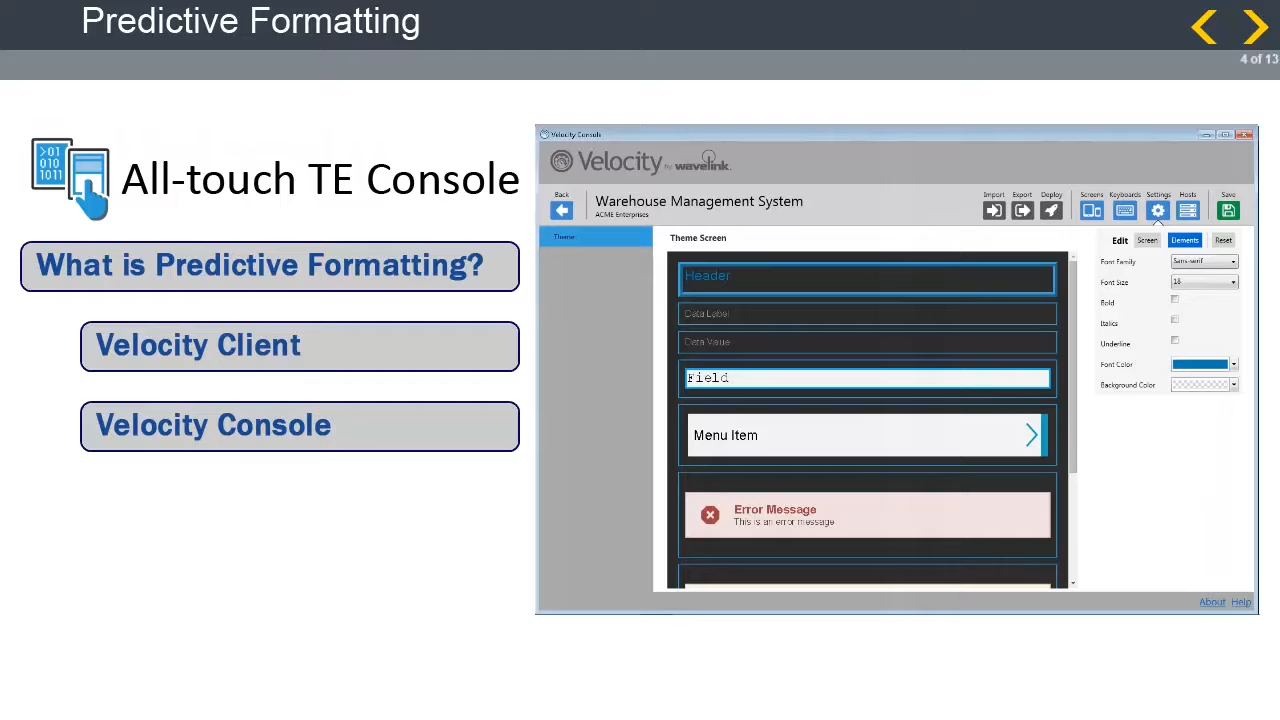 Predictive Formatting
4 of 13
>01
010
1011
All-touch TE Console
What is Predictive Formatting?
Velocity Client
Velocity Console
Velocity Console
Velocity by wavelink.
Back
Warehouse Management System
ACME Enterprises
Import Export Deploy Screens Keyboards Settings Hosts Save
Theme
Theme Screen
Edit Screen Elements Reset
Header
Data Label
Data Value
Field
Menu Item
Error Message
This is an error message
Font Family Sans-serif
Font Size 18
Bold
Italics
Underline
Font Color
Background Color
About Help